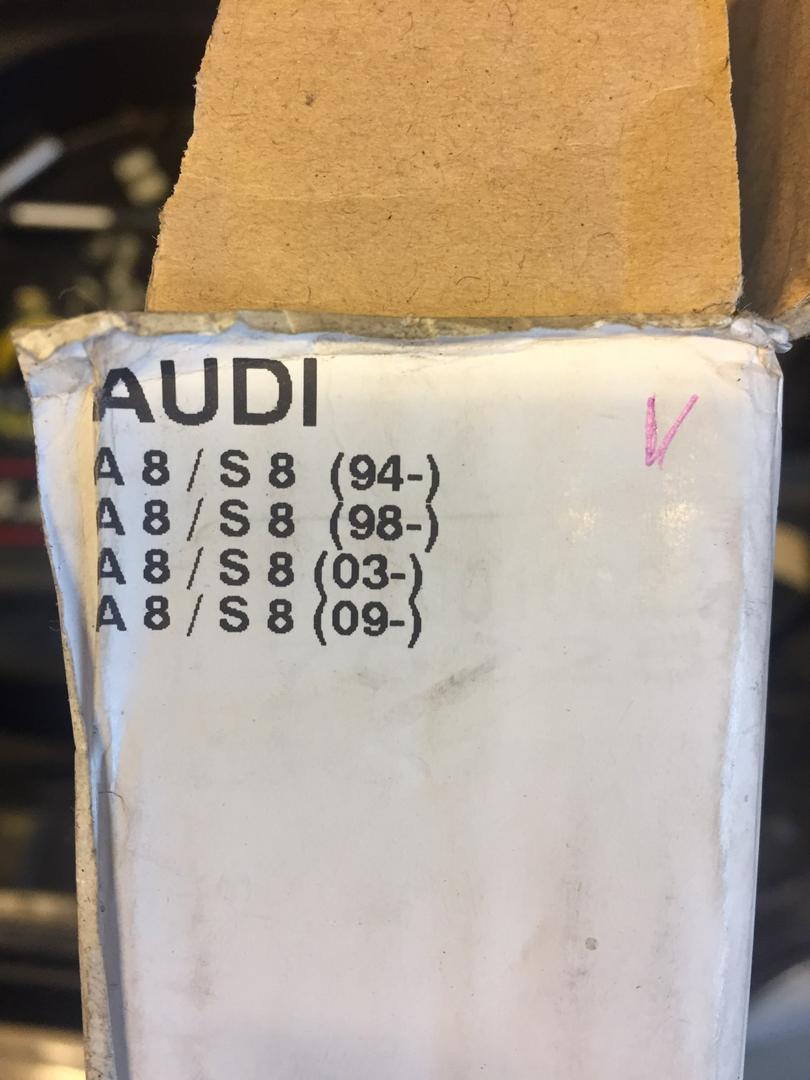 AUDI
A 8 / S 8 (94-)
A 8 / S 8 (98-)
A 8 / S 8 (03-)
A 8 / S 8 (09-)